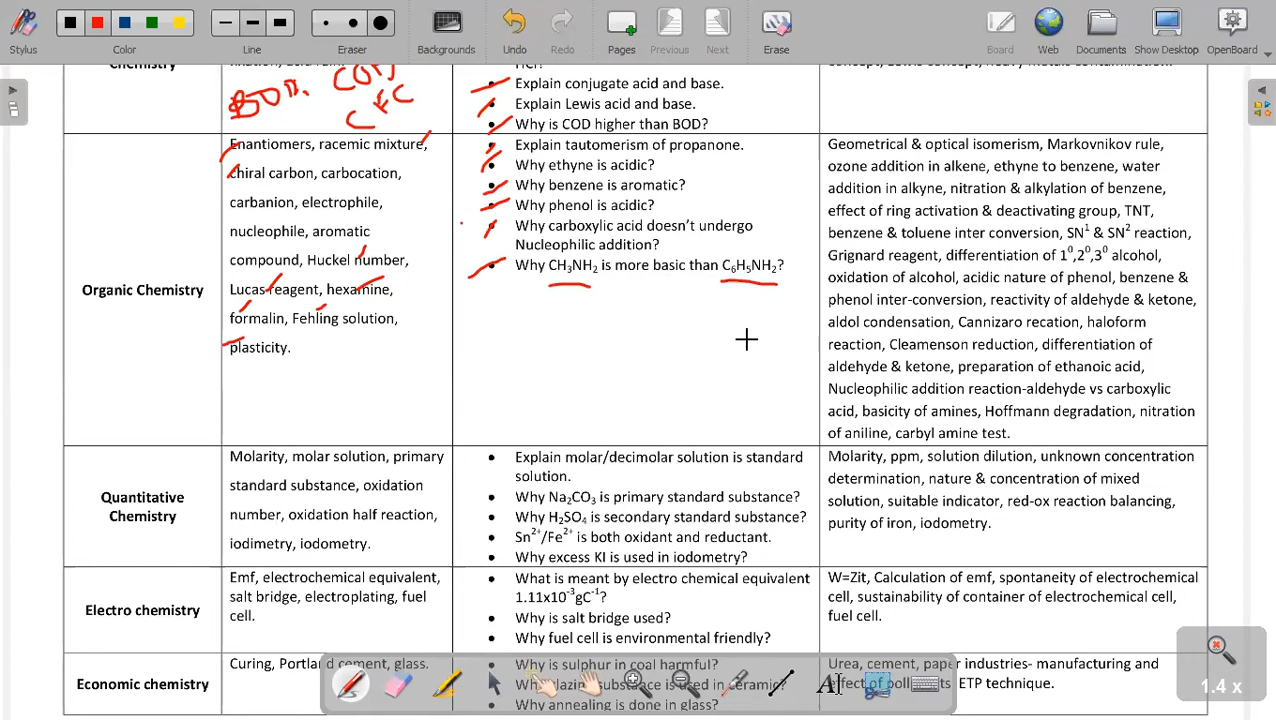 Stylus
Color
Line
Eraser
Backgrounds
Undo
Redo
Pages
Previous
Next
Erase
Board
Web
Documents
Show Desktop
OpenBoard
Chemistry
BOD. COD,
CFC
HCl?
Explain conjugate acid and base.
Explain Lewis acid and base.
Why is COD higher than BOD?
Organic Chemistry
Enantiomers, racemic mixture,
chiral carbon, carbocation,
carbanion, electrophile,
nucleophile, aromatic
compound, Huckel number,
Lucas reagent, hexamine,
formalin, Fehling solution,
plasticity.
Explain tautomerism of propanone.
Why ethyne is acidic?
Why benzene is aromatic?
Why phenol is acidic?
Why carboxylic acid doesn't undergo
Nucleophilic addition?
Why CH₃NH₂ is more basic than C₆H₅NH₂?
Geometrical & optical isomerism, Markovnikov rule,
ozone addition in alkene, ethyne to benzene, water
addition in alkyne, nitration & alkylation of benzene,
effect of ring activation & deactivating group, TNT,
benzene & toluene inter conversion, SN¹ & SN² reaction,
Grignard reagent, differentiation of 1⁰,2⁰,3⁰ alcohol,
oxidation of alcohol, acidic nature of phenol, benzene &
phenol inter-conversion, reactivity of aldehyde & ketone,
aldol condensation, Cannizaro recation, haloform
reaction, Cleamenson reduction, differentiation of
aldehyde & ketone, preparation of ethanoic acid,
Nucleophilic addition reaction-aldehyde vs carboxylic
acid, basicity of amines, Hoffmann degradation, nitration
of aniline, carbyl amine test.
Quantitative
Chemistry
Molarity, molar solution, primary
standard substance, oxidation
number, oxidation half reaction,
iodimetry, iodometry.
Explain molar/decimolar solution is standard
solution.
Why Na₂CO₃ is primary standard substance?
Why H₂SO₄ is secondary standard substance?
Sn²⁺/Fe²⁺ is both oxidant and reductant.
Why excess KI is used in iodometry?
Molarity, ppm, solution dilution, unknown concentration
determination, nature & concentration of mixed
solution, suitable indicator, red-ox reaction balancing,
purity of iron, iodometry.
Electro chemistry
Emf, electrochemical equivalent,
salt bridge, electroplating, fuel
cell.
What is meant by electro chemical equivalent
1.11x10⁻³gC⁻¹?
Why is salt bridge used?
Why fuel cell is environmental friendly?
W=Zit, Calculation of emf, spontaneity of electrochemical
cell, sustainability of container of electrochemical cell,
fuel cell.
Economic chemistry
Curing, Portland cement, glass.
Why is sulphur in coal harmful?
substance is used in ceramic?
Why annealing is done in glass?
Urea, cement, paper industries- manufacturing and
effect of ETP technique.
1.4 x